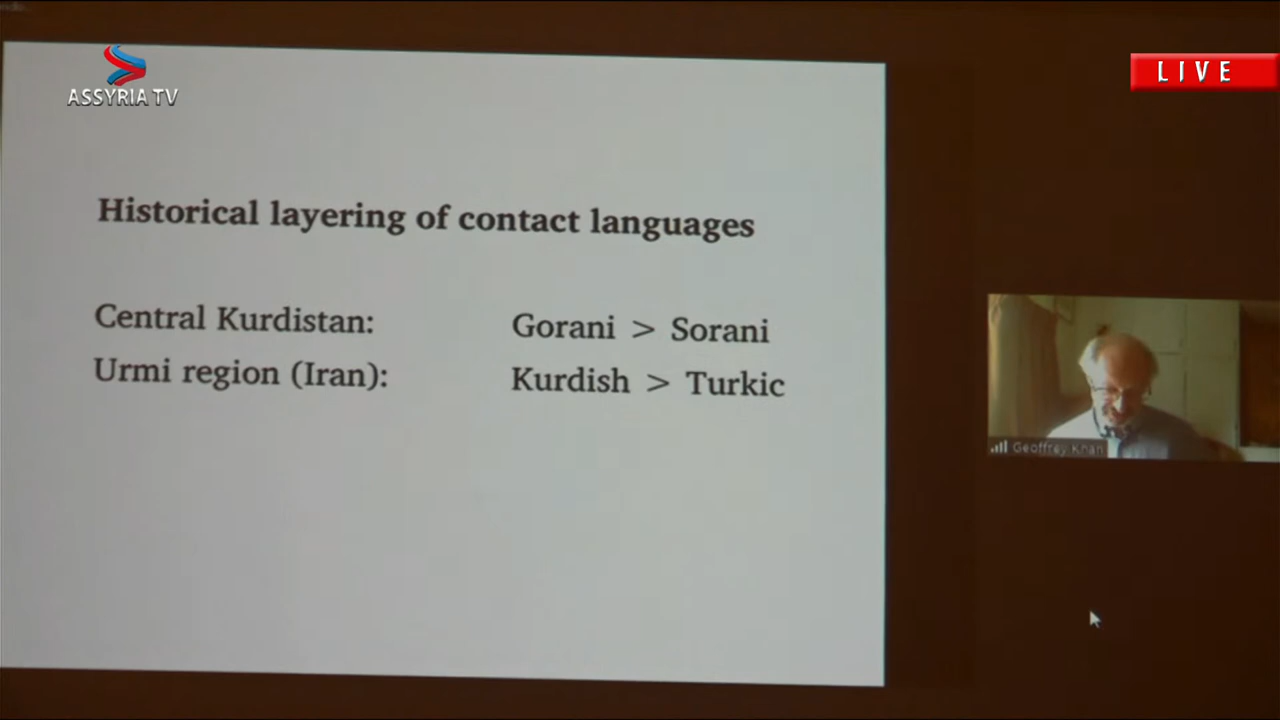 ASSYRIA TV
LIVE
Historical layering of contact languages
Central Kurdistan: Gorani > Sorani
Urmi region (Iran): Kurdish > Turkic
Geoffrey Khan